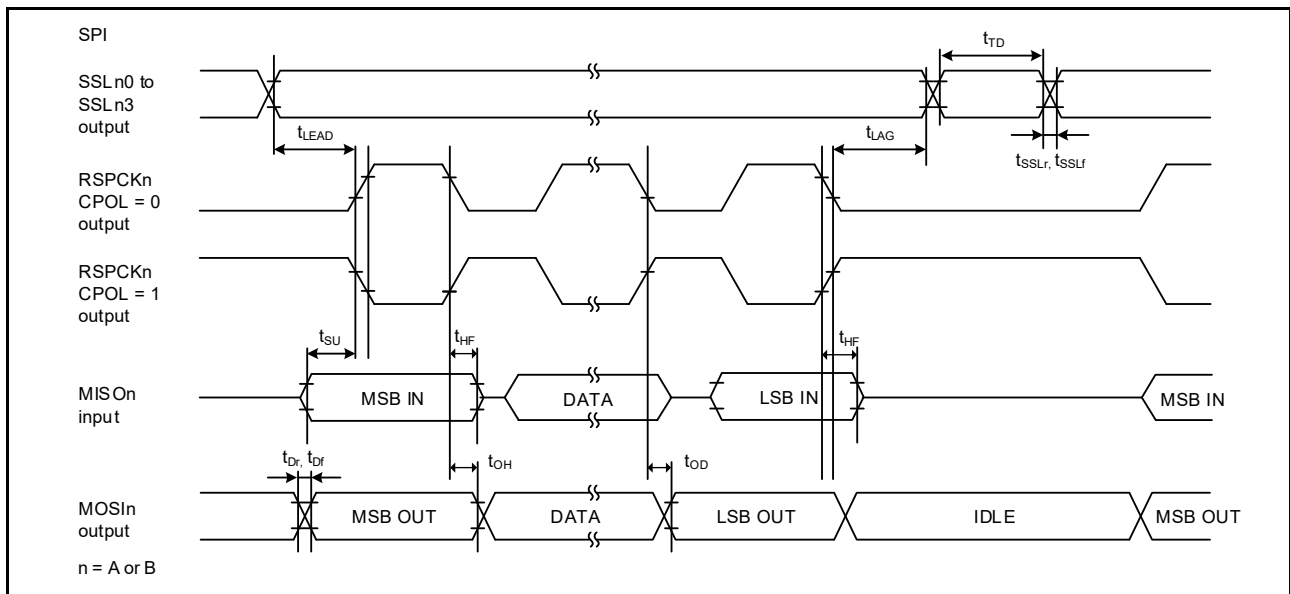 SPI
tTD
SSLn0 to
SSLn3
output
tLEAD
tLAG
tSSLr, tSSLf
RSPCKn
CPOL = 0
output
RSPCKn
CPOL = 1
output
tSU
tHF
tHF
MISOn
input
MSB IN
DATA
LSB IN
MSB IN
tDr, tDf
tOH
tOD
MOSIn
output
MSB OUT
DATA
LSB OUT
IDLE
MSB OUT
n = A or B